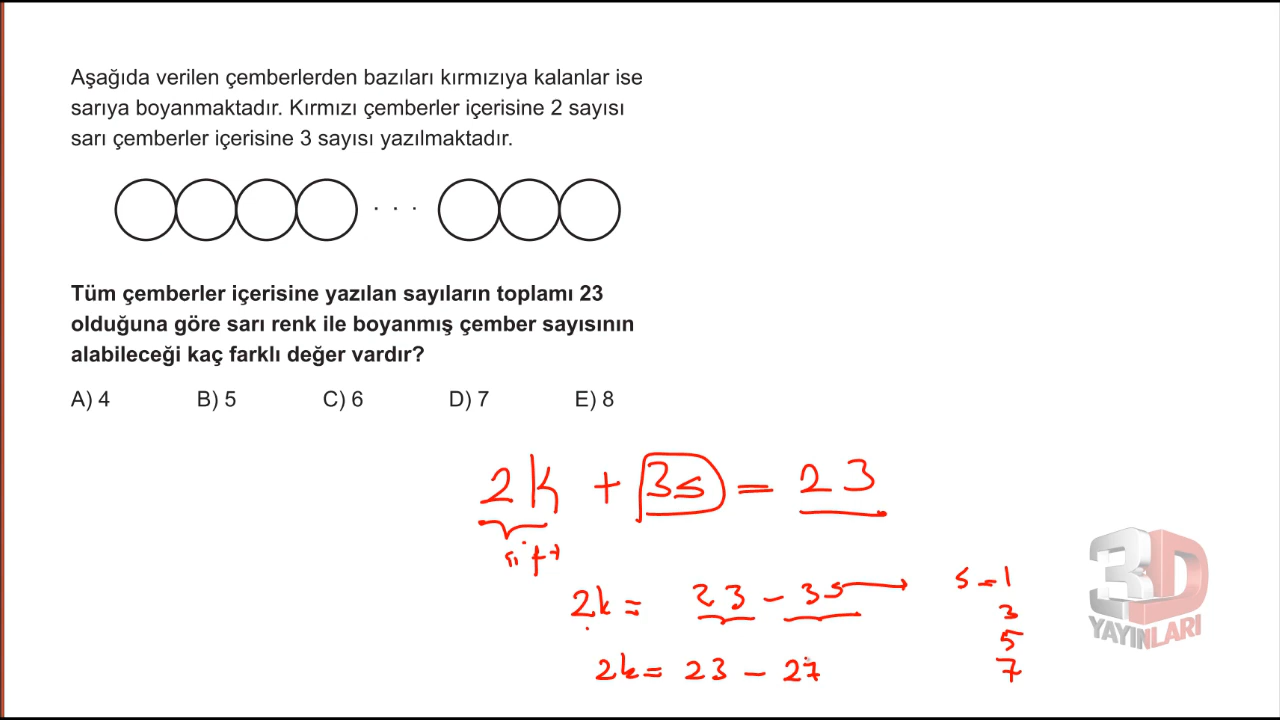 Aşağıda verilen çemberlerden bazıları kırmızıya kalanlar ise
sarıya boyanmaktadır. Kırmızı çemberler içerisine 2 sayısı
sarı çemberler içerisine 3 sayısı yazılmaktadır.
. . .
Tüm çemberler içerisine yazılan sayıların toplamı 23
olduğuna göre sarı renk ile boyanmış çember sayısının
alabileceği kaç farklı değer vardır?
A) 4 B) 5 C) 6 D) 7 E) 8
2k + 3s = 23
çift
2k = 23 - 3s → s = 1
3
5
7
2k = 23 - 27
3D
YAYINLARI